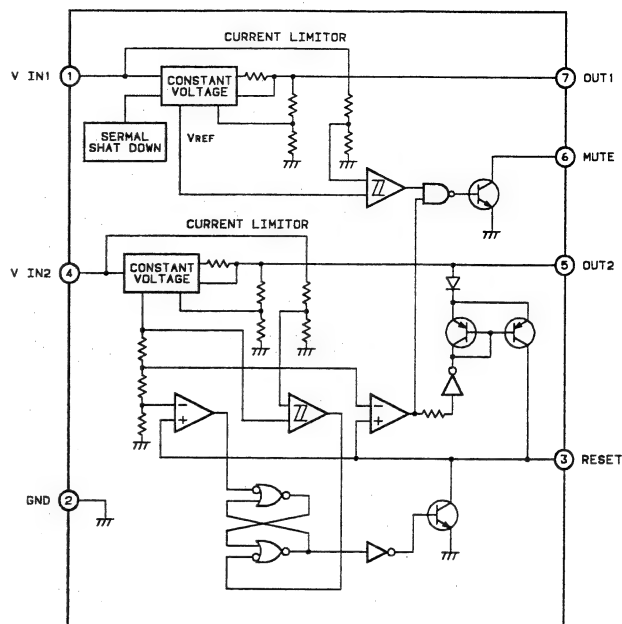 CURRENT LIMITOR
V IN1 1
CONSTANT
VOLTAGE
7 OUT1
SERMAL
SHAT DOWN
VREF
6 MUTE
CURRENT LIMITOR
V IN2 4
CONSTANT
VOLTAGE
5 OUT2
−
+
−
+
3 RESET
GND 2